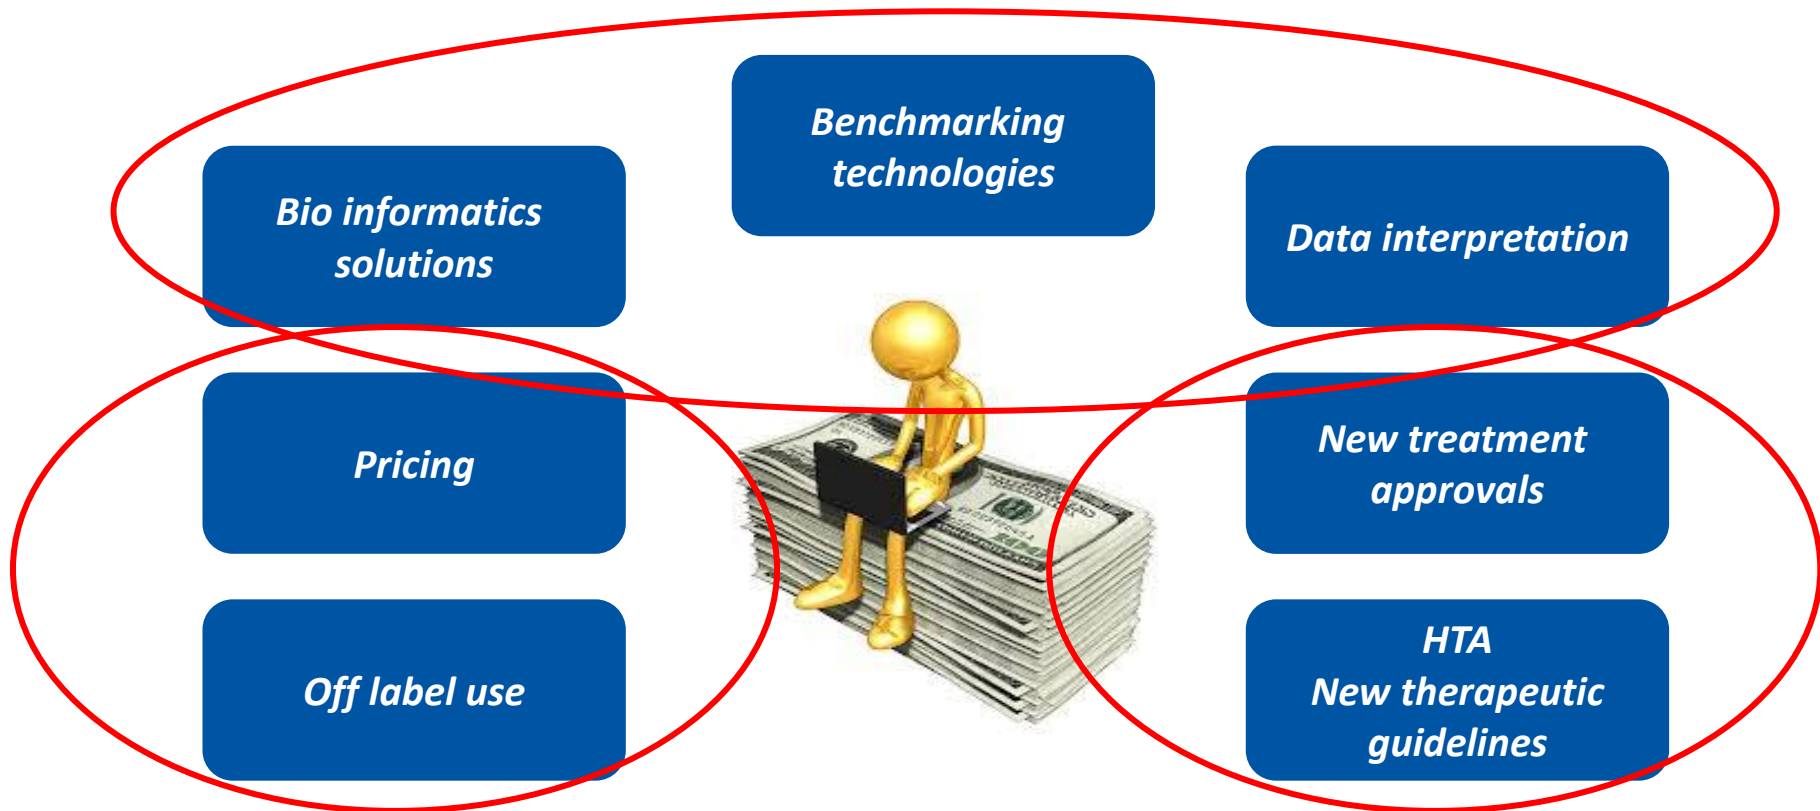 Benchmarking
technologies
Bio informatics
solutions
Data interpretation
Pricing
New treatment
approvals
Off label use
HTA
New therapeutic
guidelines